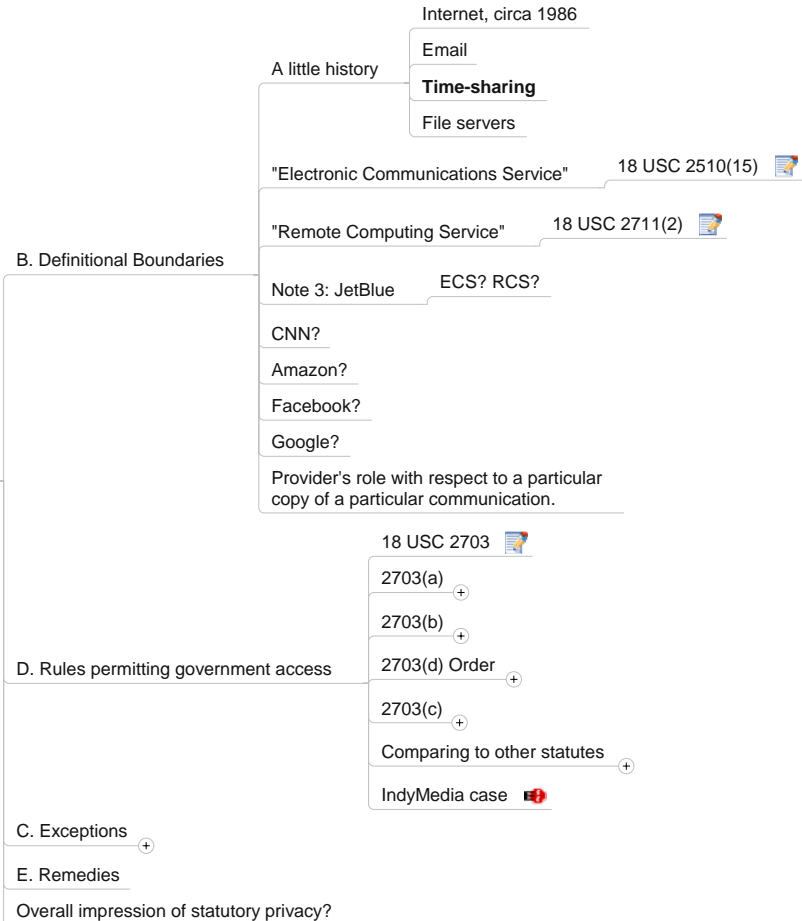 B. Definitional Boundaries
A little history
Internet, circa 1986
Email
Time-sharing
File servers
"Electronic Communications Service"
18 USC 2510(15)
"Remote Computing Service"
18 USC 2711(2)
Note 3: JetBlue
ECS? RCS?
CNN?
Amazon?
Facebook?
Google?
Provider's role with respect to a particular
copy of a particular communication.
D. Rules permitting government access
18 USC 2703
2703(a)
2703(b)
2703(d) Order
2703(c)
Comparing to other statutes
IndyMedia case
C. Exceptions
E. Remedies
Overall impression of statutory privacy?